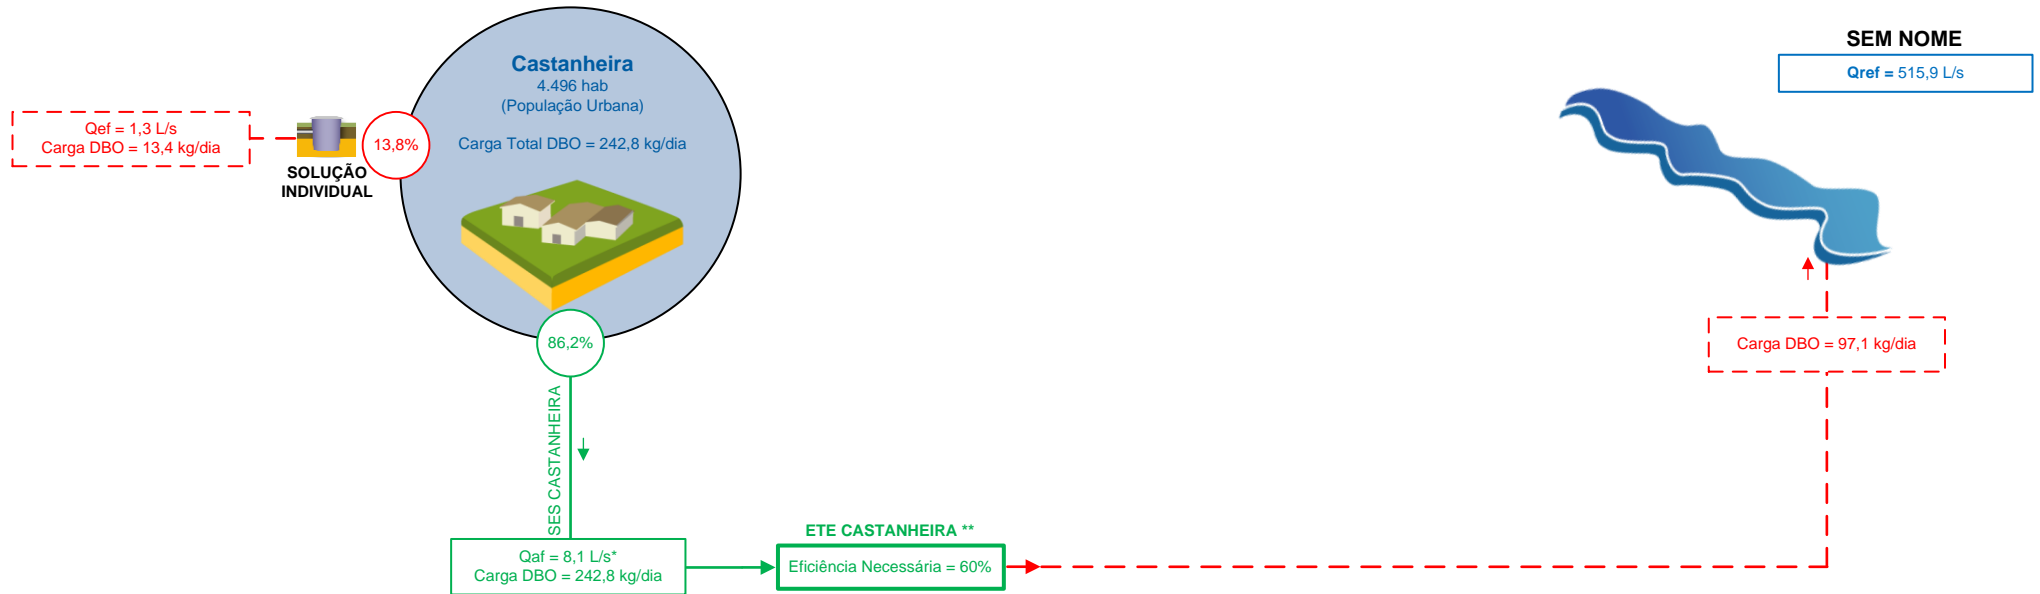 SEM NOME
Qref = 515,9 L/s
Castanheira
4.496 hab
(População Urbana)
Carga Total DBO = 242,8 kg/dia
Qef = 1,3 L/s
Carga DBO = 13,4 kg/dia
SOLUÇÃO
INDIVIDUAL
13,8%
86,2%
SES CASTANHEIRA
Qaf = 8,1 L/s*
Carga DBO = 242,8 kg/dia
ETE CASTANHEIRA **
Eficiência Necessária = 60%
Carga DBO = 97,1 kg/dia